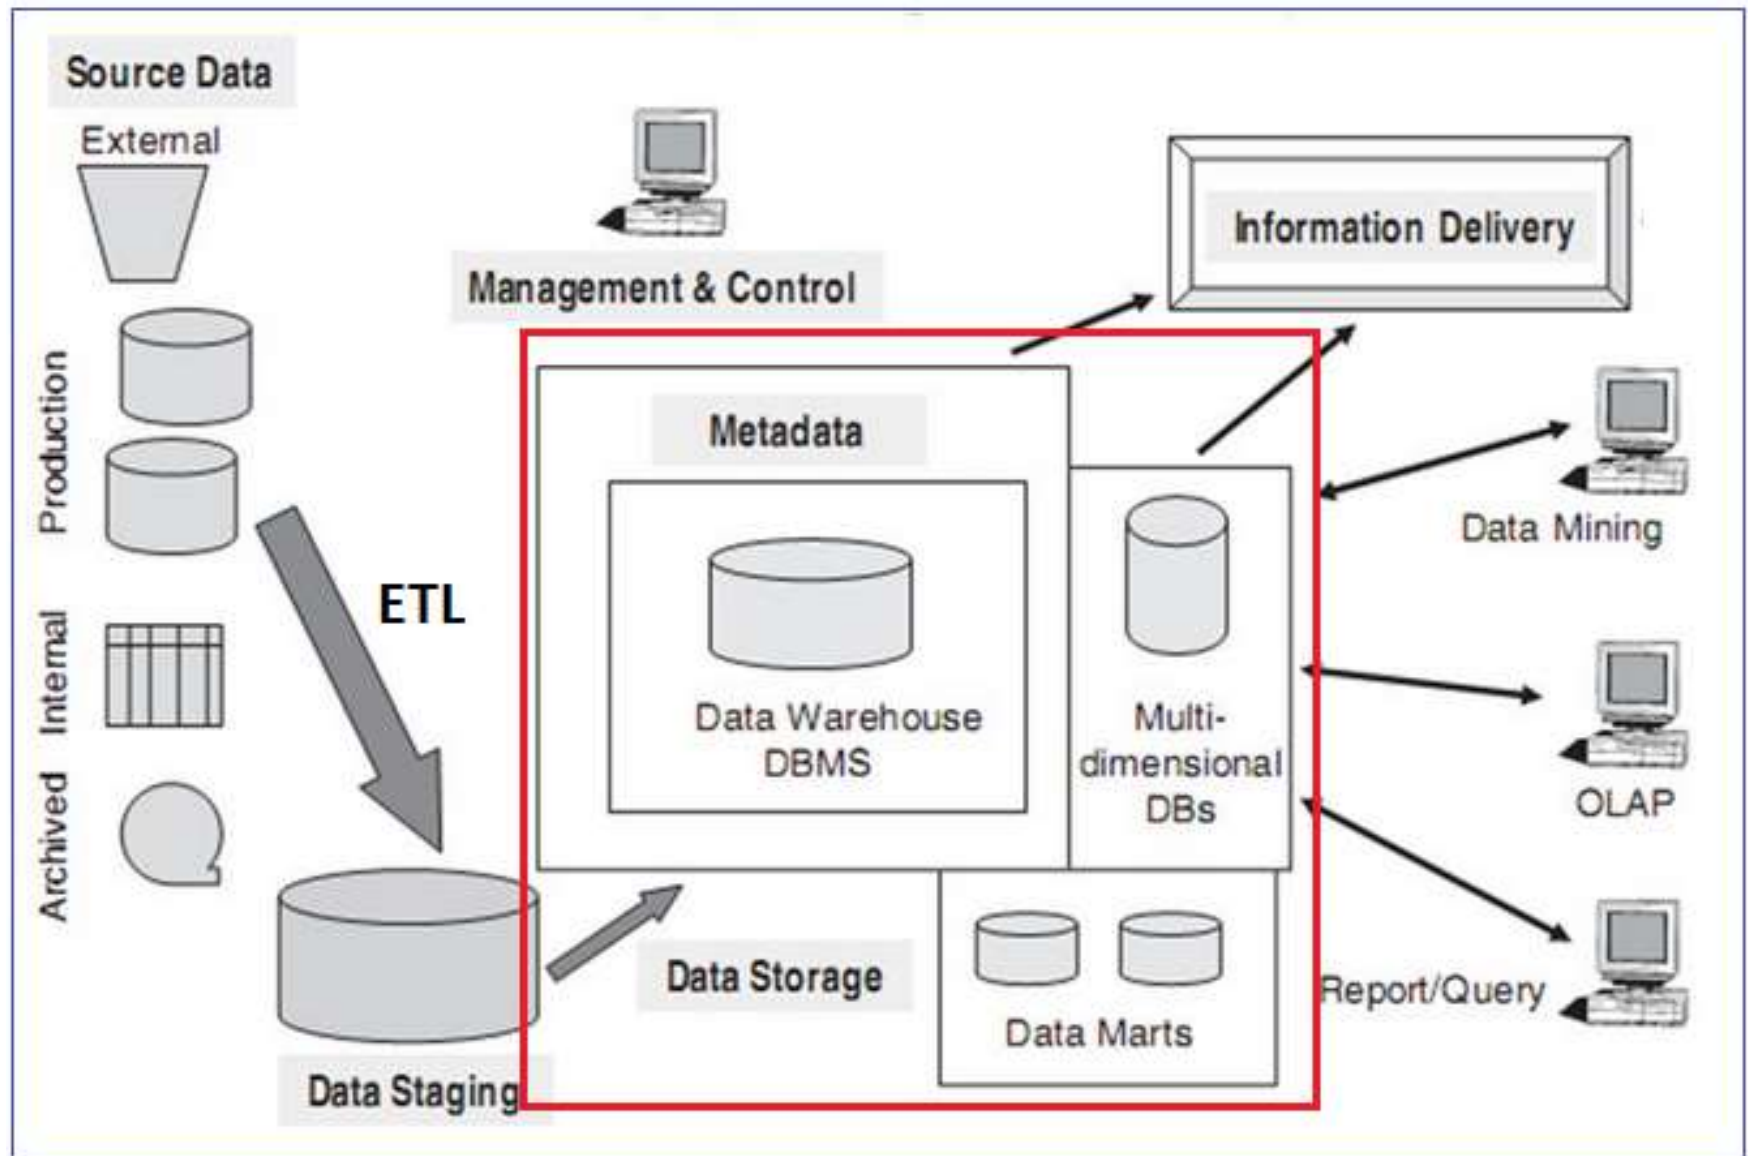 Source Data
External
Production
Internal
Archived
ETL
Data Staging
Management & Control
Metadata
Data Warehouse
DBMS
Multi-
dimensional
DBs
Data Storage
Data Marts
Information Delivery
Data Mining
OLAP
Report/Query